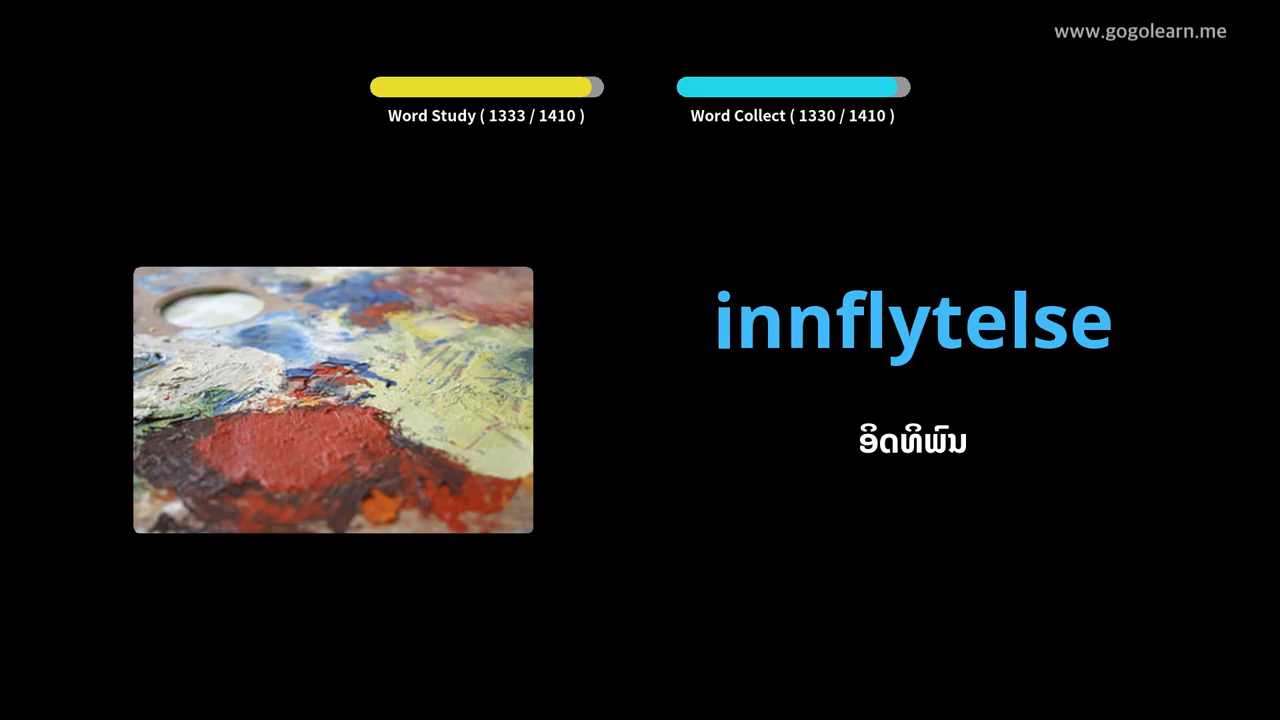 www.gogolearn.me
Word Study ( 1333 / 1410 )
Word Collect ( 1330 / 1410 )
innflytelse
ອິດທິພົນ